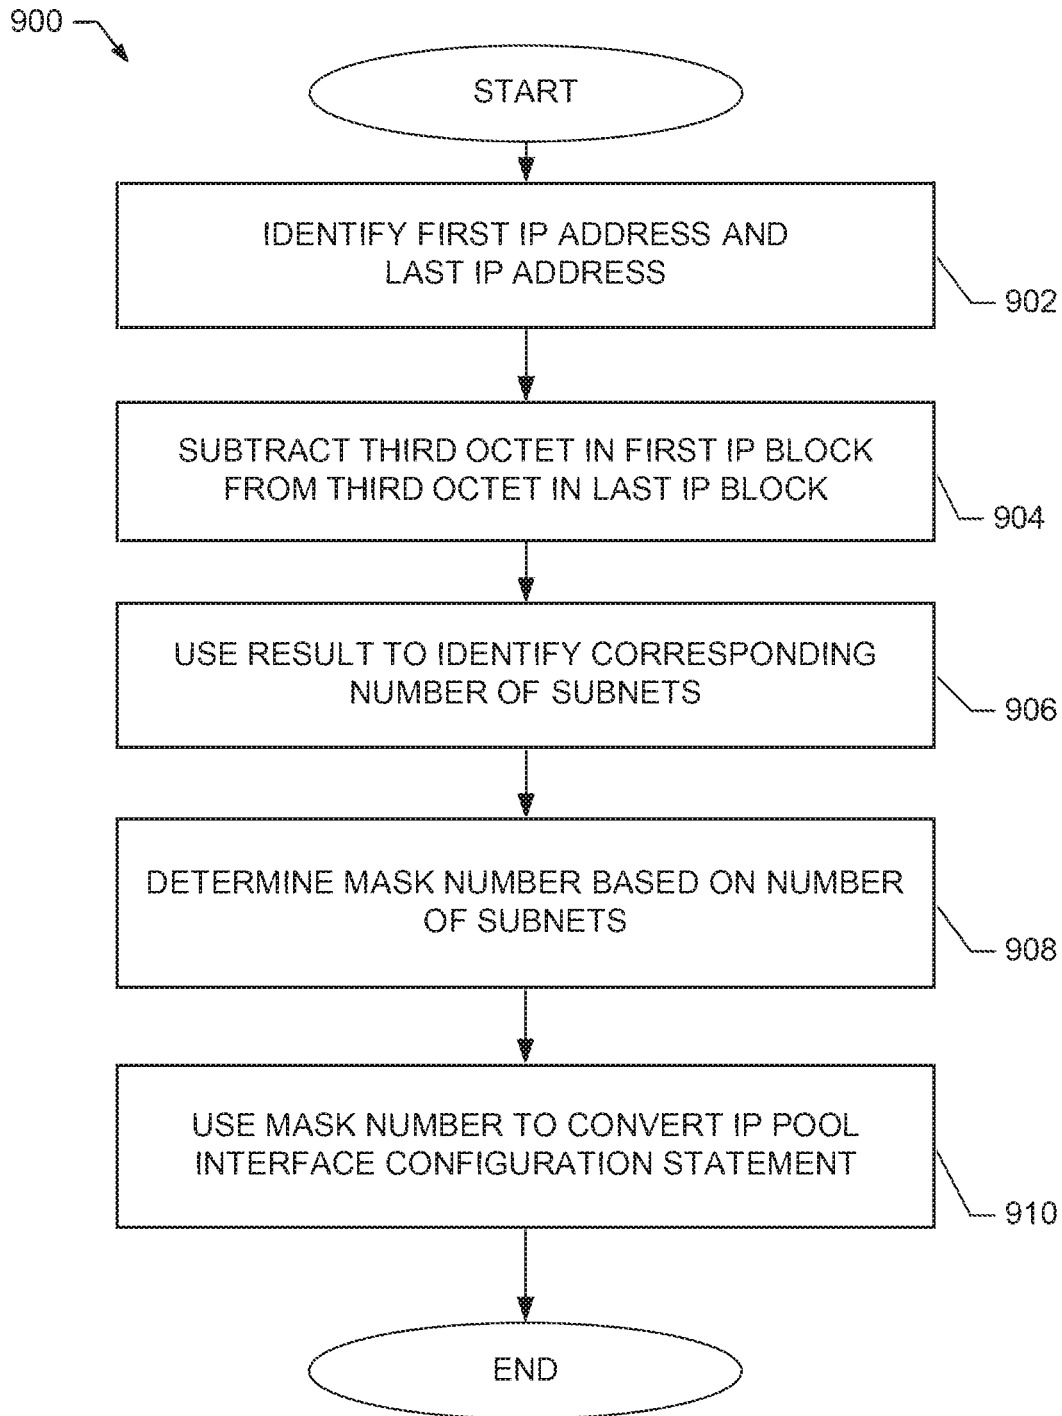 900
START
IDENTIFY FIRST IP ADDRESS AND
LAST IP ADDRESS
902
SUBTRACT THIRD OCTET IN FIRST IP BLOCK
FROM THIRD OCTET IN LAST IP BLOCK
904
USE RESULT TO IDENTIFY CORRESPONDING
NUMBER OF SUBNETS
906
DETERMINE MASK NUMBER BASED ON NUMBER
OF SUBNETS
908
USE MASK NUMBER TO CONVERT IP POOL
INTERFACE CONFIGURATION STATEMENT
910
END